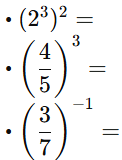 • (2³)² =
• (4/5)³ =
• (3/7)⁻¹ =